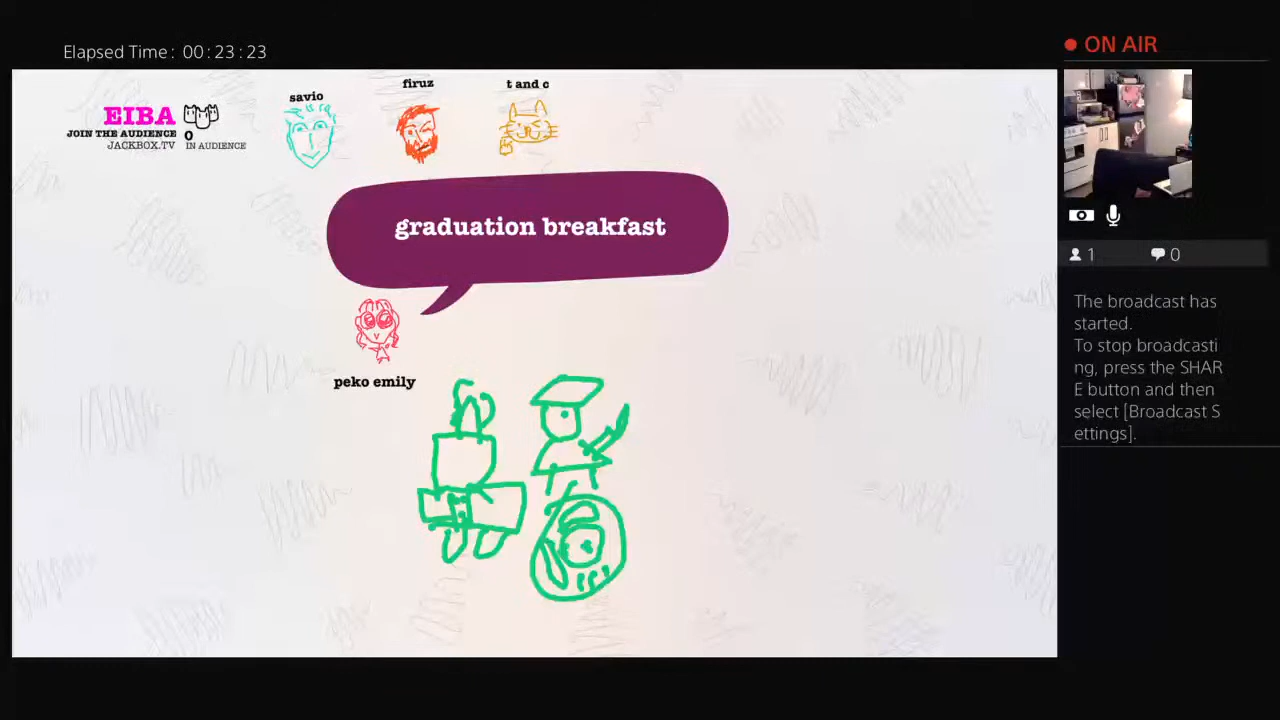 Elapsed Time: 00:23:23
ON AIR
EIBA
JOIN THE AUDIENCE
JACKBOX.TV
0
IN AUDIENCE
savio
firuz
t and c
graduation breakfast
peko emily
1
0
The broadcast has
started.
To stop broadcasti
ng, press the SHAR
E button and then
select [Broadcast S
ettings].